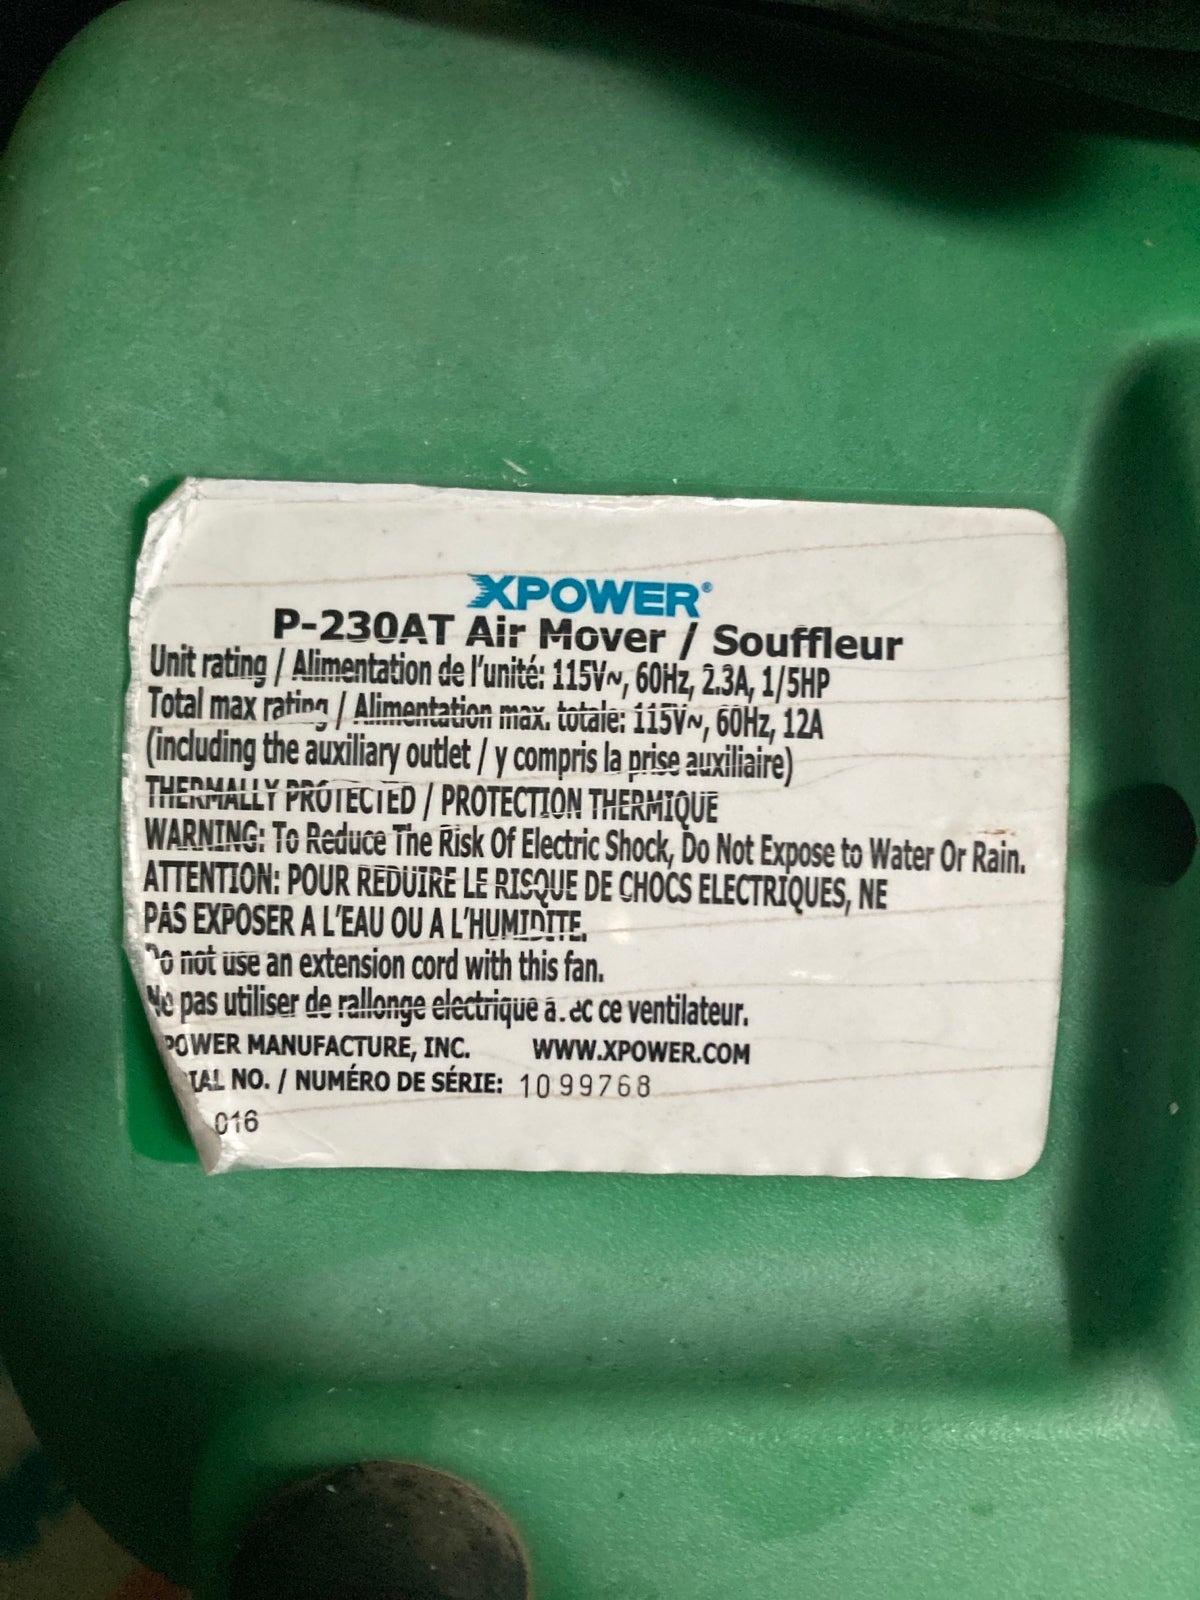 XPOWER®
P-230AT Air Mover / Souffleur
Unit rating / Alimentation de l'unité: 115V~, 60Hz, 2.3A, 1/5HP
Total max rating / Alimentation max. totale: 115V~, 60Hz, 12A
(including the auxiliary outlet / y compris la prise auxiliaire)
THERMALLY PROTECTED / PROTECTION THERMIQUE
WARNING: To Reduce The Risk Of Electric Shock, Do Not Expose to Water Or Rain.
ATTENTION: POUR REDUIRE LE RISQUE DE CHOCS ELECTRIQUES, NE
PAS EXPOSER A L'EAU OU A L'HUMIDITE.
Do not use an extension cord with this fan.
Ne pas utiliser de rallonge electrique avec ce ventilateur.
POWER MANUFACTURE, INC. WWW.XPOWER.COM
IAL NO. / NUMÉRO DE SÉRIE: 1099768
016